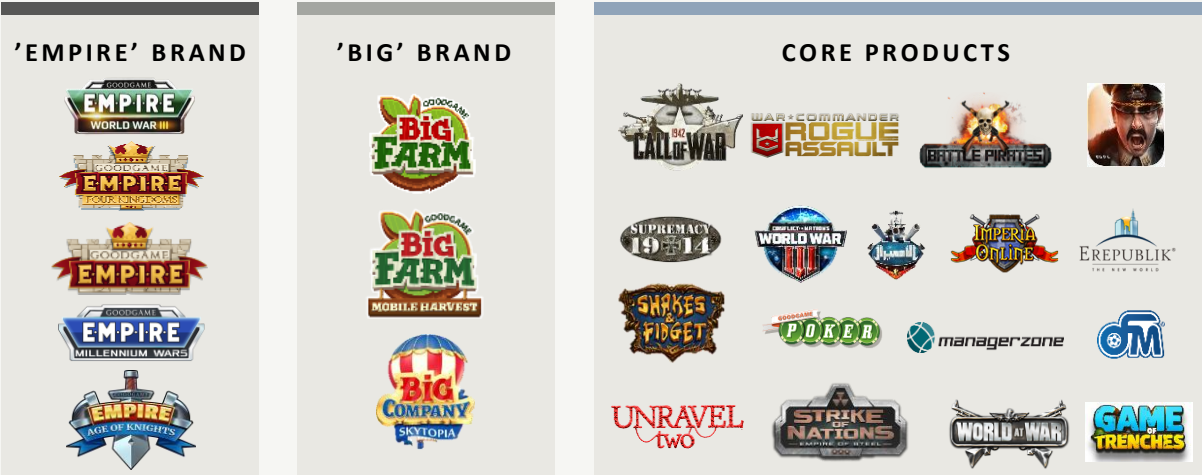 'EMPIRE' BRAND
GOODGAME
EMPIRE
WORLD WAR III
GOODGAME
EMPIRE
FOUR KINGDOMS
GOODGAME
EMPIRE
GOODGAME
EMPIRE
MILLENNIUM WARS
GOODGAME
EMPIRE
AGE OF KNIGHTS
'BIG' BRAND
GOODGAME
BIG
FARM
GOODGAME
BIG
FARM
MOBILE HARVEST
BIG
COMPANY
SKYTOPIA
CORE PRODUCTS
1942
CALL OF WAR
WAR COMMANDER
ROGUE
ASSAULT
BATTLE PIRATES
SUPREMACY
1914
CONFLICT OF NATIONS
WORLD WAR
III
IMPERIA
ONLINE
EREPUBLIK
THE NEW WORLD
SHAKES
&
FIDGET
GOODGAME
POKER
managerzone
OFM
UNRAVEL
two
STRIKE
OF
NATIONS
EMPIRE OF STEEL
WORLD AT WAR
GAME
OF
TRENCHES